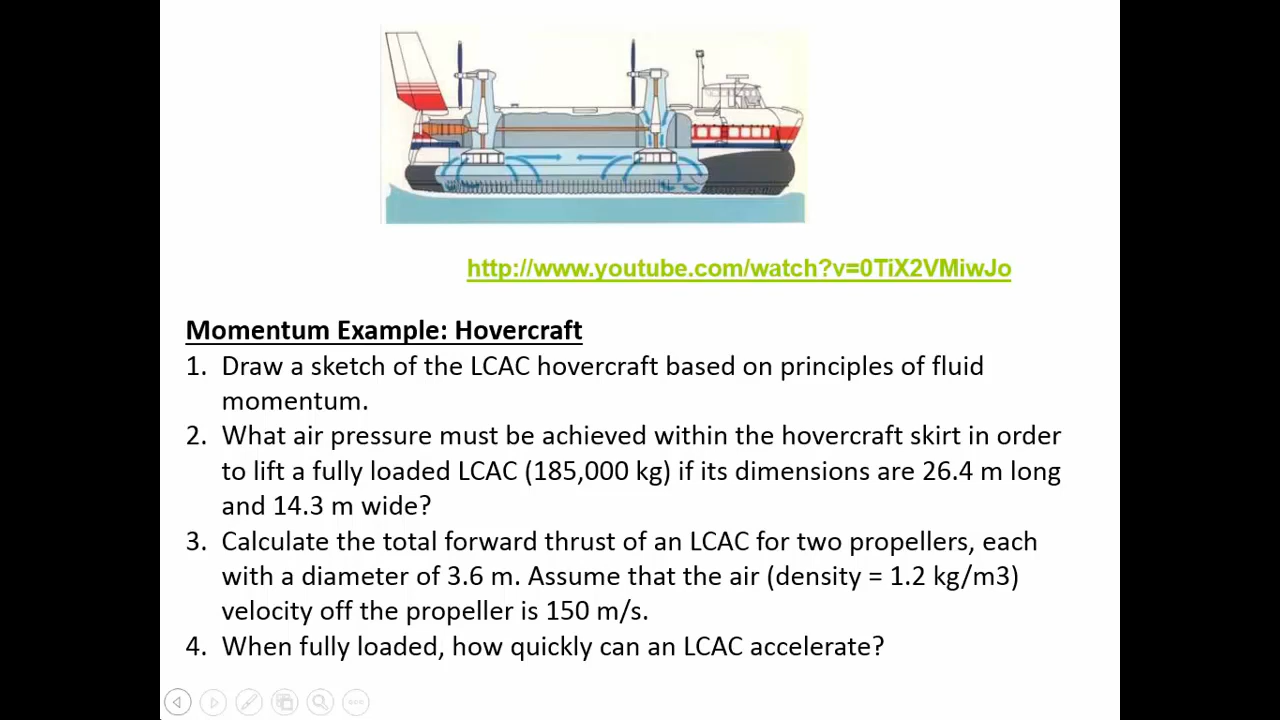 http://www.youtube.com/watch?v=0TiX2VMiwJo
Momentum Example: Hovercraft
1. Draw a sketch of the LCAC hovercraft based on principles of fluid
momentum.
2. What air pressure must be achieved within the hovercraft skirt in order
to lift a fully loaded LCAC (185,000 kg) if its dimensions are 26.4 m long
and 14.3 m wide?
3. Calculate the total forward thrust of an LCAC for two propellers, each
with a diameter of 3.6 m. Assume that the air (density = 1.2 kg/m3)
velocity off the propeller is 150 m/s.
4. When fully loaded, how quickly can an LCAC accelerate?